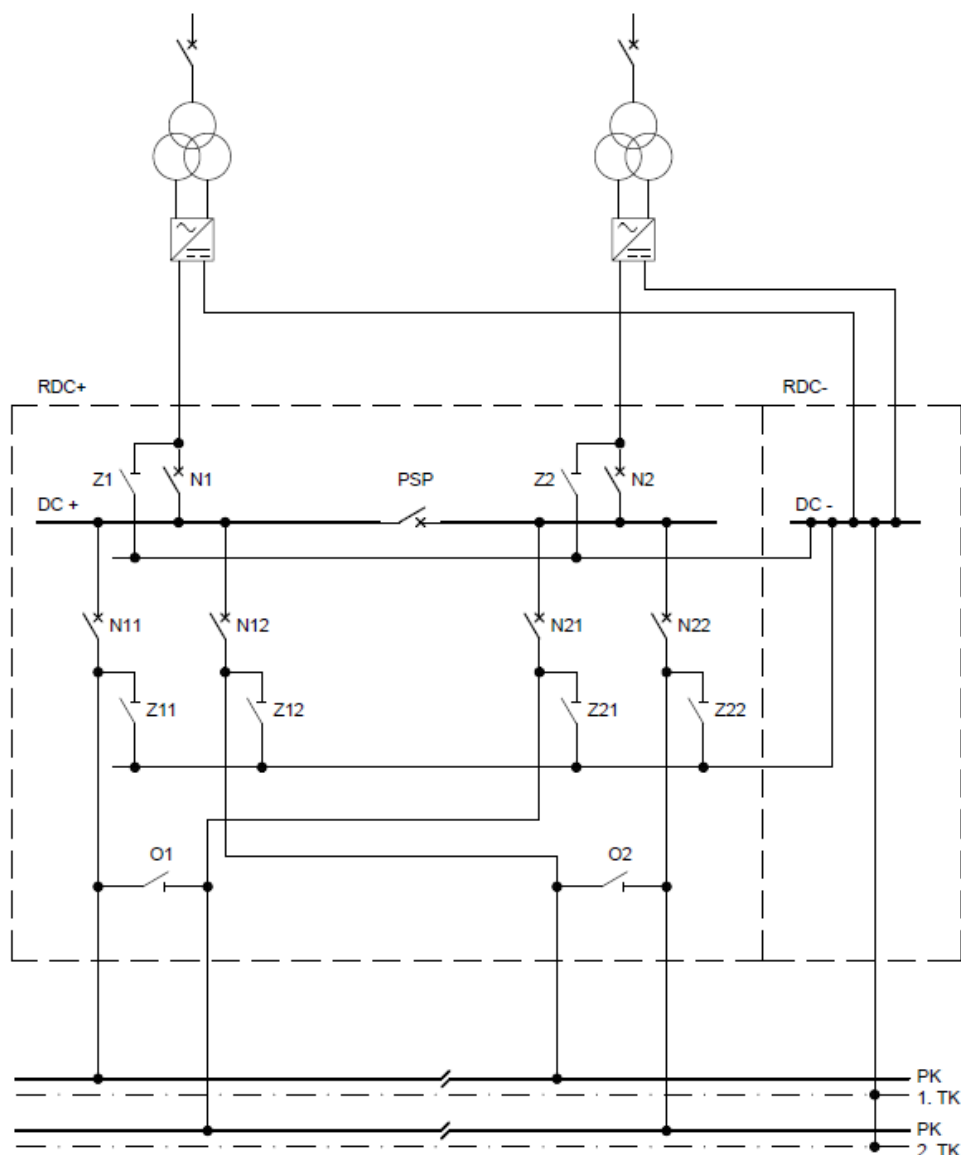 RDC+
RDC-
Z1
N1
PSP
Z2
N2
DC +
DC -
N11
N12
N21
N22
Z11
Z12
Z21
Z22
O1
O2
PK
1. TK
PK
2. TK